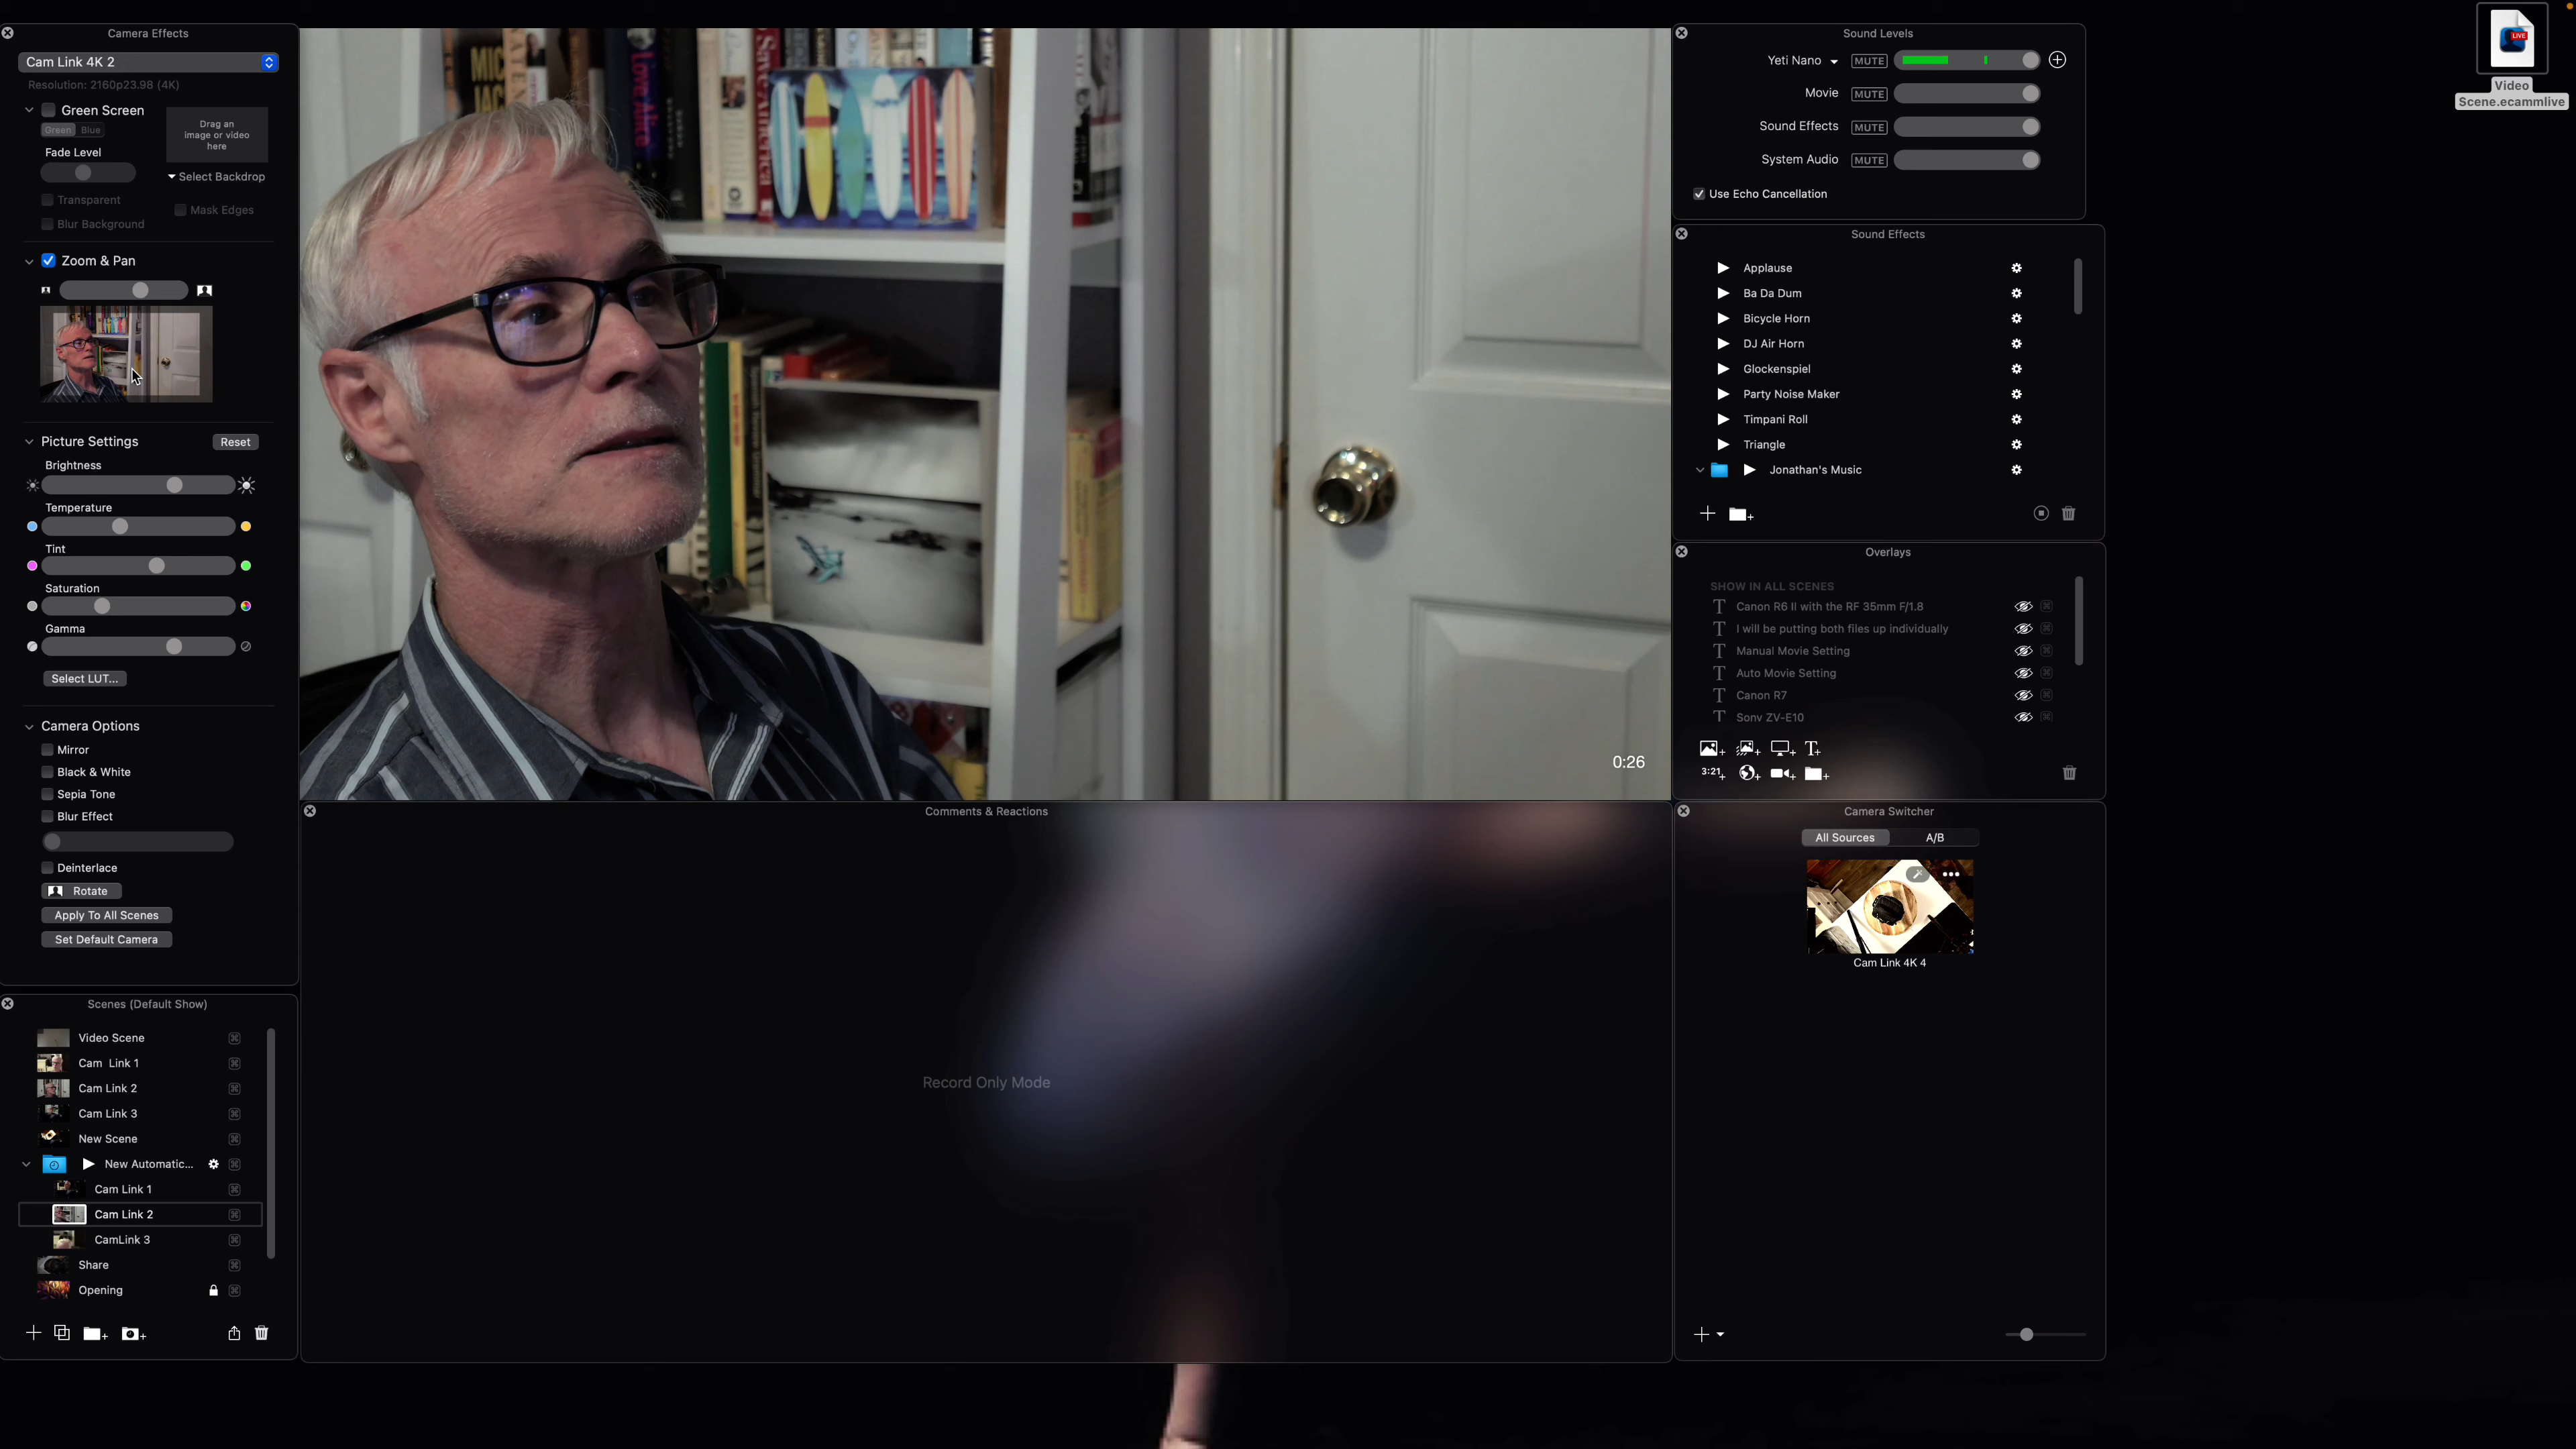 Camera Effects
Cam Link 4K 2
Resolution: 2160p23.98 (4K)
Green Screen
Green Blue
Drag an
image or video
here
Fade Level
Select Backdrop
Transparent
Mask Edges
Blur Background
Zoom & Pan
Picture Settings
Reset
Brightness
Temperature
Tint
Saturation
Gamma
Select LUT...
Camera Options
Mirror
Black & White
Sepia Tone
Blur Effect
Deinterlace
Rotate
Apply To All Scenes
Set Default Camera
Scenes (Default Show)
Video Scene
Cam Link 1
Cam Link 2
Cam Link 3
New Scene
New Automatic...
Cam Link 1
Cam Link 2
CamLink 3
Share
Opening
Love Alice
Save America
0:26
Comments & Reactions
Record Only Mode
Sound Levels
Yeti Nano MUTE
Movie MUTE
Sound Effects MUTE
System Audio MUTE
Use Echo Cancellation
Sound Effects
Applause
Ba Da Dum
Bicycle Horn
DJ Air Horn
Glockenspiel
Party Noise Maker
Timpani Roll
Triangle
Jonathan's Music
Overlays
SHOW IN ALL SCENES
Canon R6 II with the RF 35mm F/1.8
I will be putting both files up individually
Manual Movie Setting
Auto Movie Setting
Canon R7
Sony ZV-E10
3:21+
Camera Switcher
All Sources A/B
Cam Link 4K 4
LIVE
Video
Scene.ecammlive